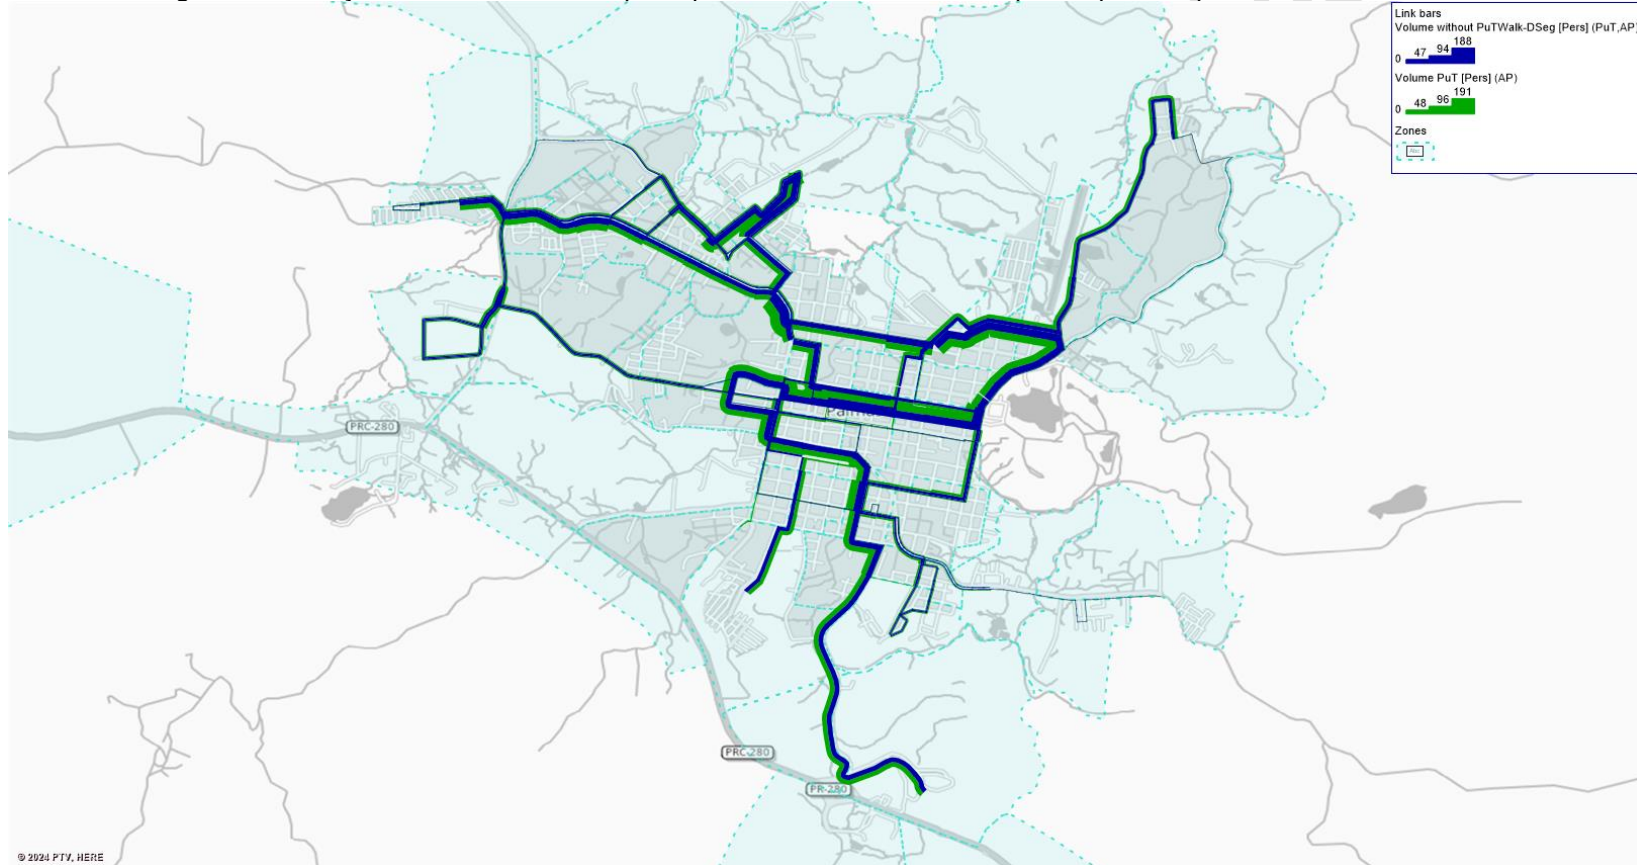 Link bars
Volume without PuTWalk-DSeg [Pers] (PuT,AP)
0 47 94 188
Volume PuT [Pers] (AP)
0 48 96 191
Zones
PRC-280
PRC-280
PR-280
© 2024 PTV, HERE